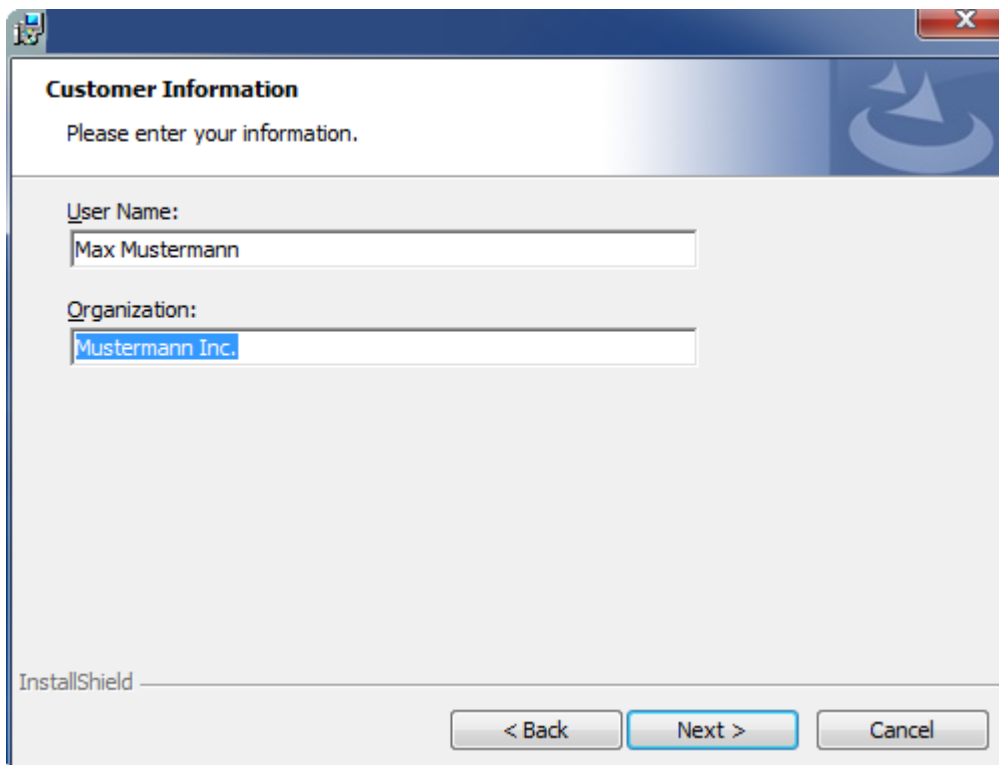 Customer Information
Please enter your information.
User Name:
Max Mustermann
Organization:
Mustermann Inc.
InstallShield
< Back Next > Cancel